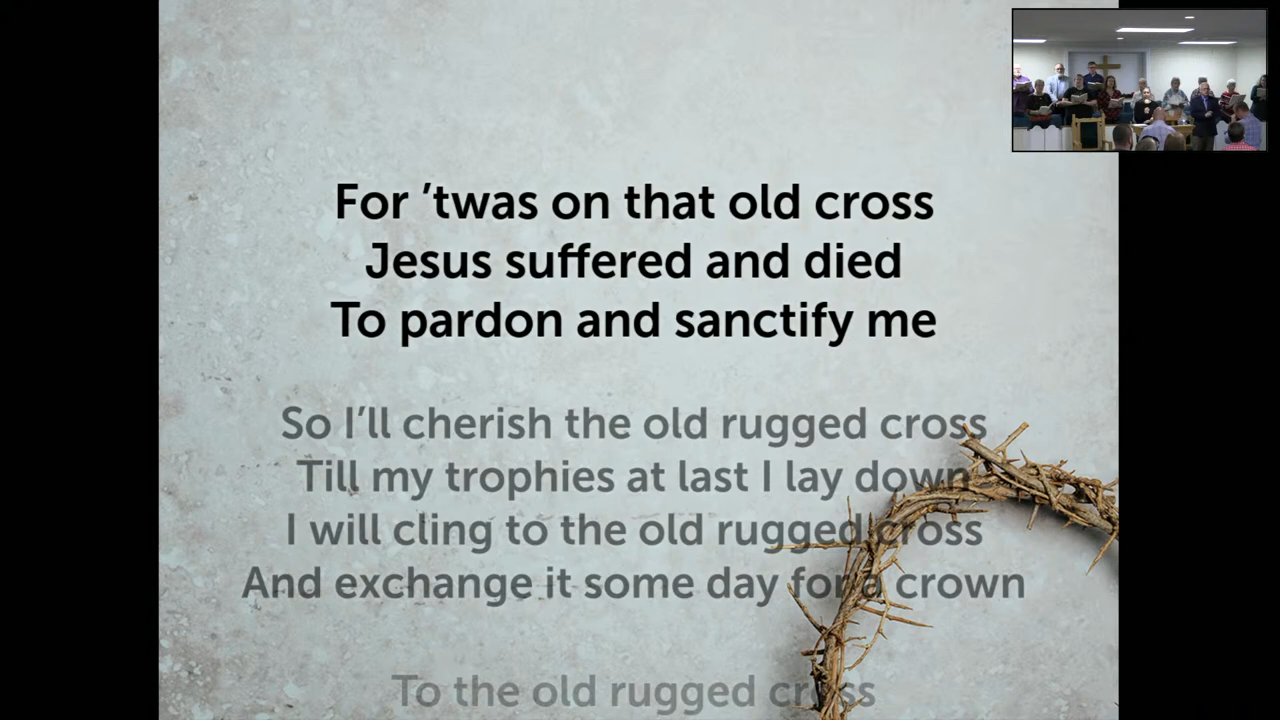 For ’twas on that old cross
Jesus suffered and died
To pardon and sanctify me
So I’ll cherish the old rugged cross
Till my trophies at last I lay down
I will cling to the old rugged cross
And exchange it some day for a crown
To the old rugged cross